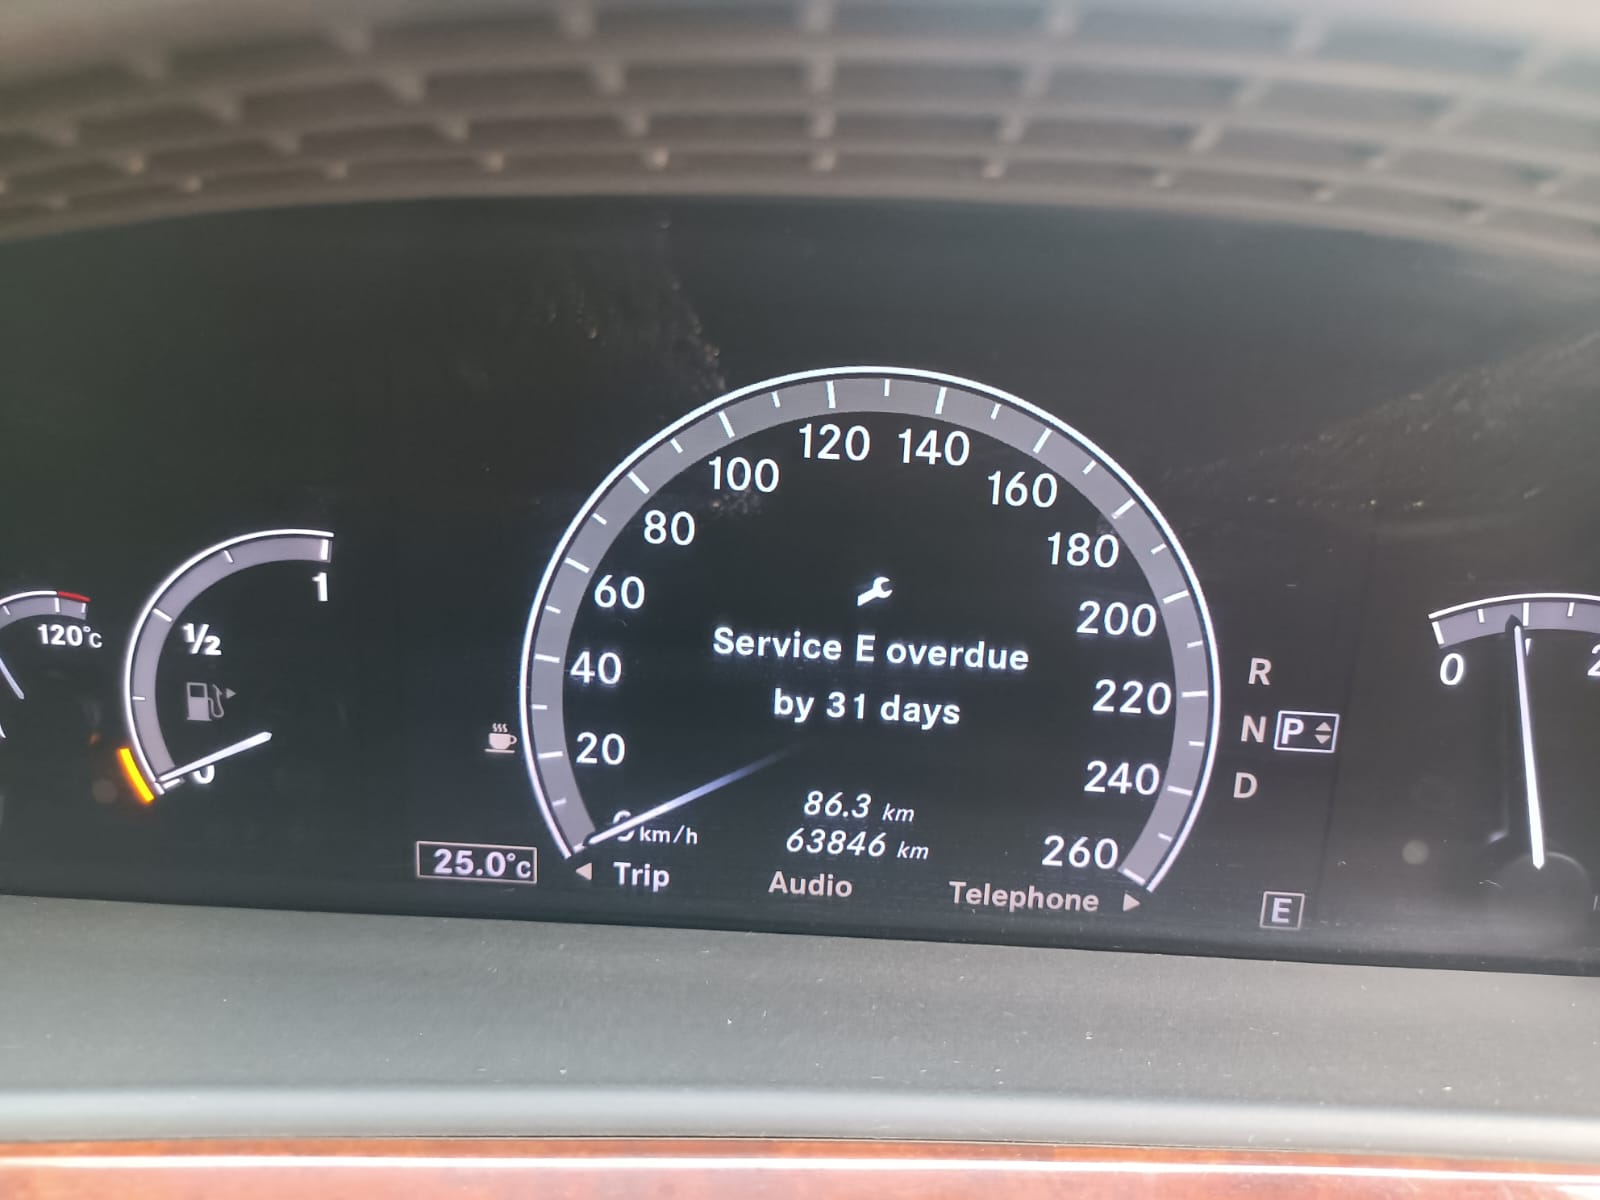 120°C
1
½
0
20
40
60
80
100
120
140
160
180
200
220
240
260
km/h
Service E overdue
by 31 days
86.3 km
63846 km
25.0°C
Trip
Audio
Telephone
R
N
P
D
E
0